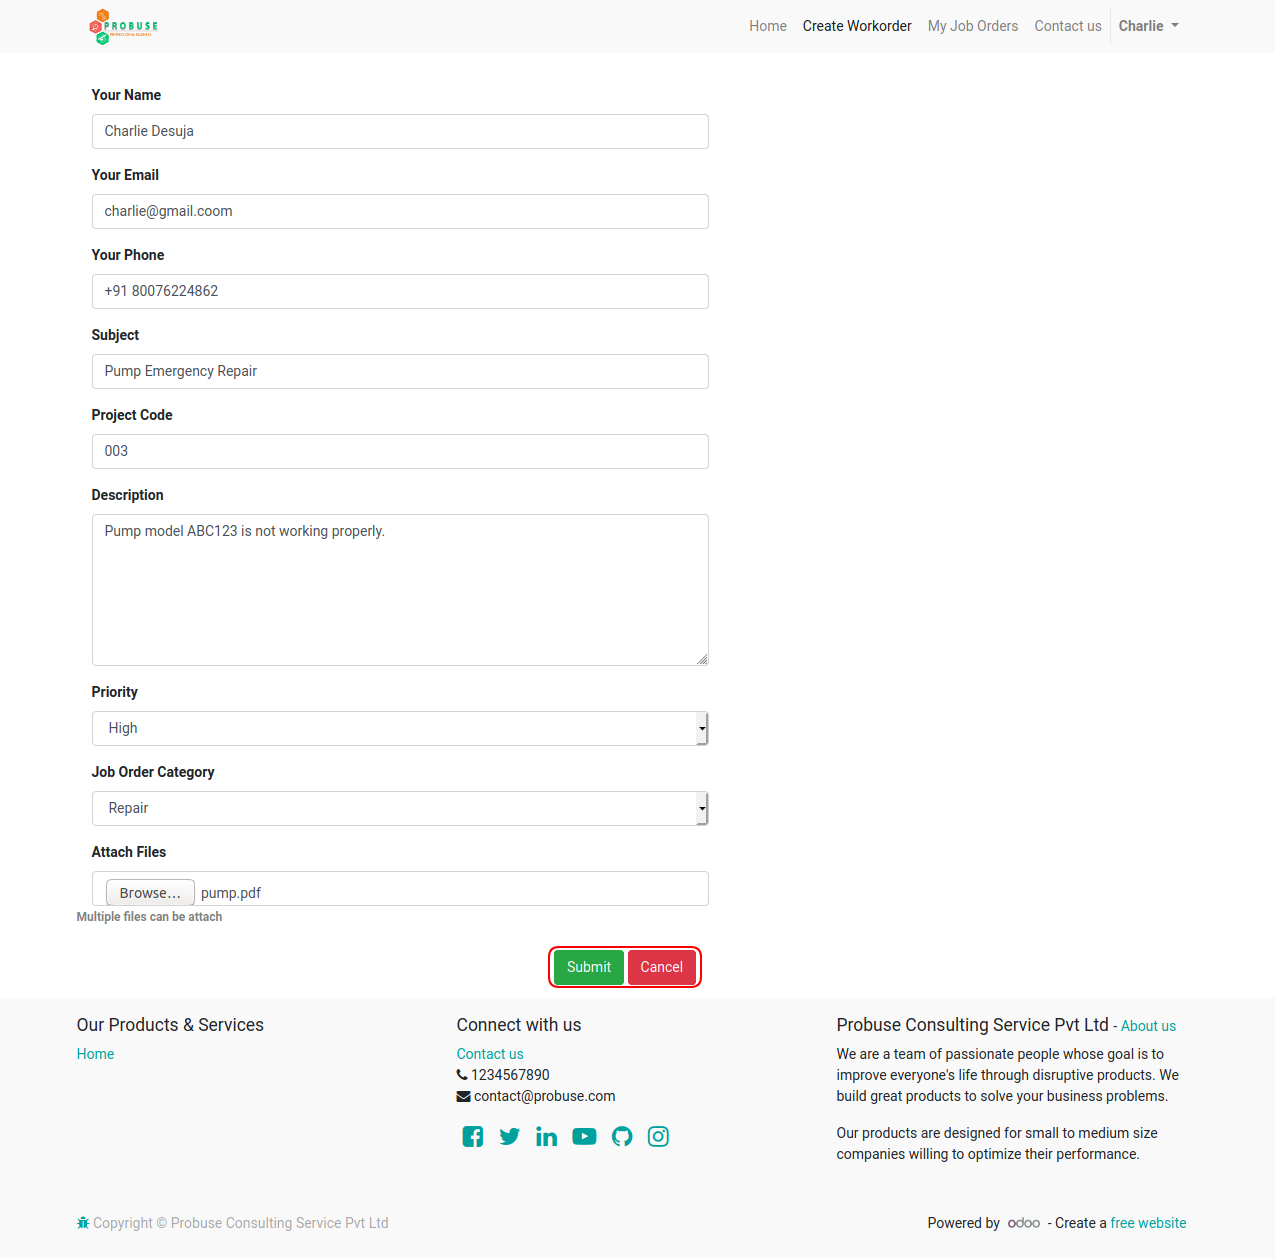 PROBUSE
Home Create Workorder My Job Orders Contact us Charlie
Your Name
Charlie Desuja
Your Email
charlie@gmail.coom
Your Phone
+91 80076224862
Subject
Pump Emergency Repair
Project Code
003
Description
Pump model ABC123 is not working properly.
Priority
High
Job Order Category
Repair
Attach Files
Browse... pump.pdf
Multiple files can be attach
Submit Cancel
Our Products & Services
Home
Connect with us
Contact us
1234567890
contact@probuse.com
Probuse Consulting Service Pvt Ltd - About us
We are a team of passionate people whose goal is to
improve everyone's life through disruptive products. We
build great products to solve your business problems.
Our products are designed for small to medium size
companies willing to optimize their performance.
Copyright © Probuse Consulting Service Pvt Ltd
Powered by odoo - Create a free website